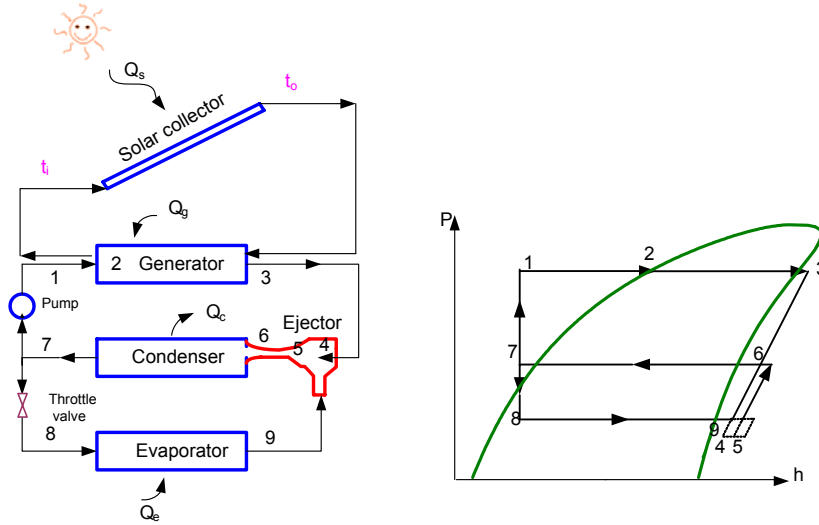 Qs
to
Solar collector
ti
Qg
1
2
Generator
3
Pump
Qc
Ejector
7
Condenser
6
5
4
Throttle
valve
8
Evaporator
9
Qe
P
1
2
3
7
6
8
9
4
5
h